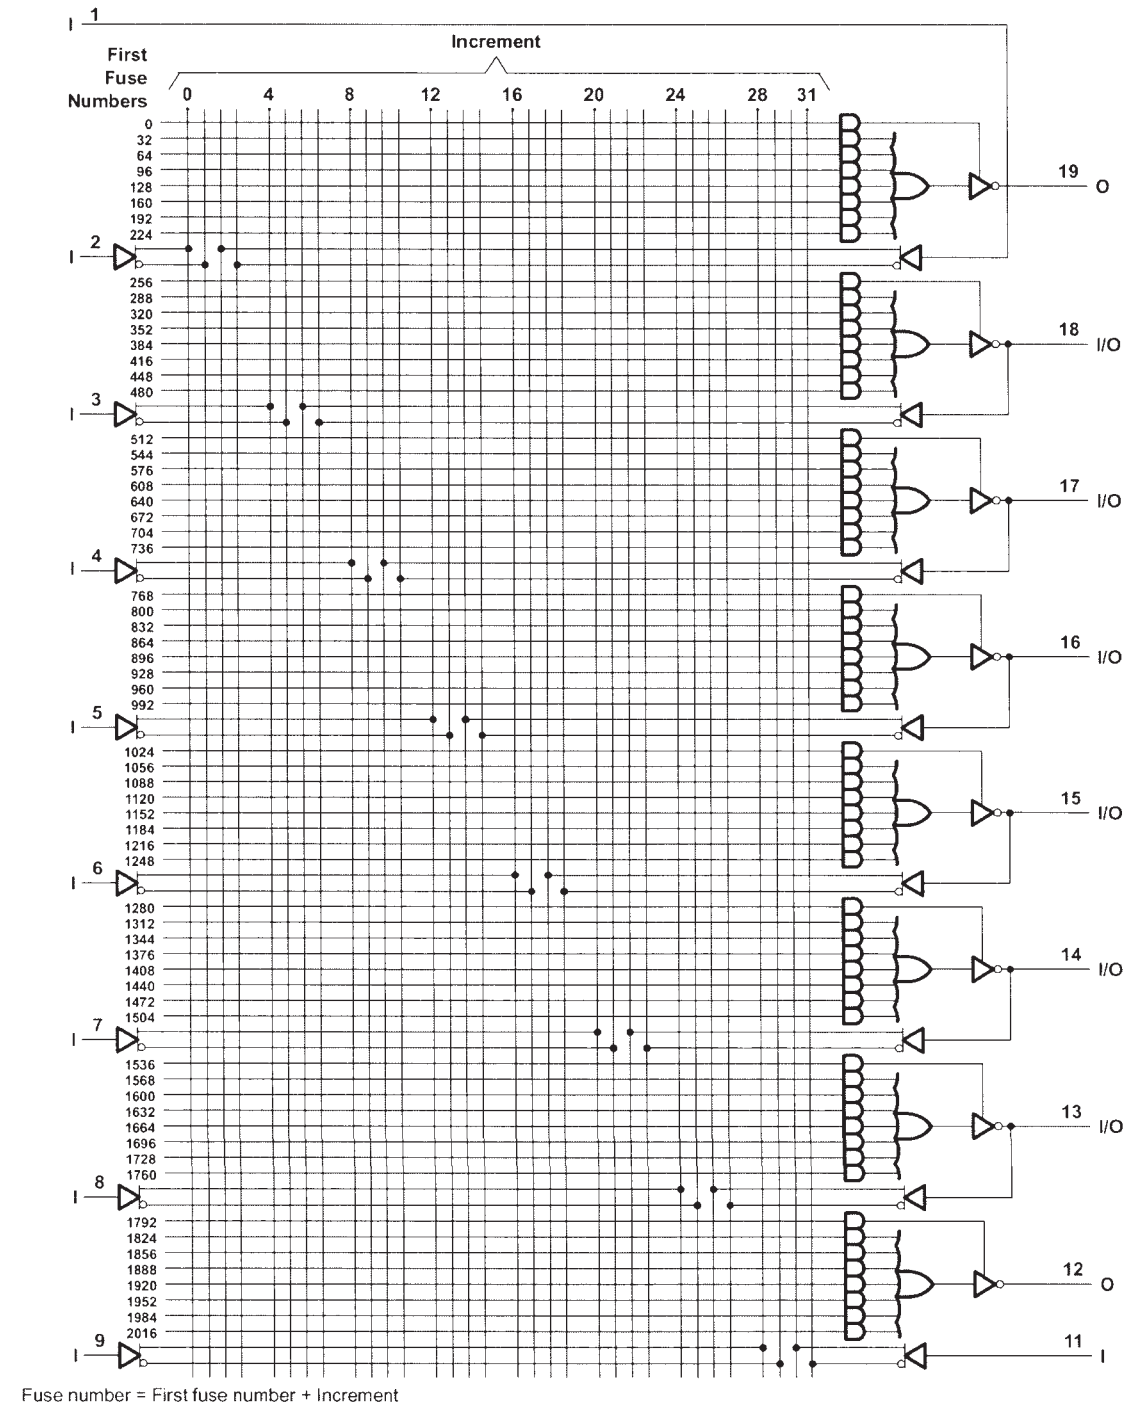 I 1
Increment
First
Fuse
Numbers
0 4 8 12 16 20 24 28 31
0
32
64
96
128
160
192
224
19 O
I 2
256
288
320
352
384
416
448
480
18 I/O
I 3
512
544
576
608
640
672
704
736
17 I/O
I 4
768
800
832
864
896
928
960
992
16 I/O
I 5
1024
1056
1088
1120
1152
1184
1216
1248
15 I/O
I 6
1280
1312
1344
1376
1408
1440
1472
1504
14 I/O
I 7
1536
1568
1600
1632
1664
1696
1728
1760
13 I/O
I 8
1792
1824
1856
1888
1920
1952
1984
2016
12 O
I 9
11 I
Fuse number = First fuse number + Increment